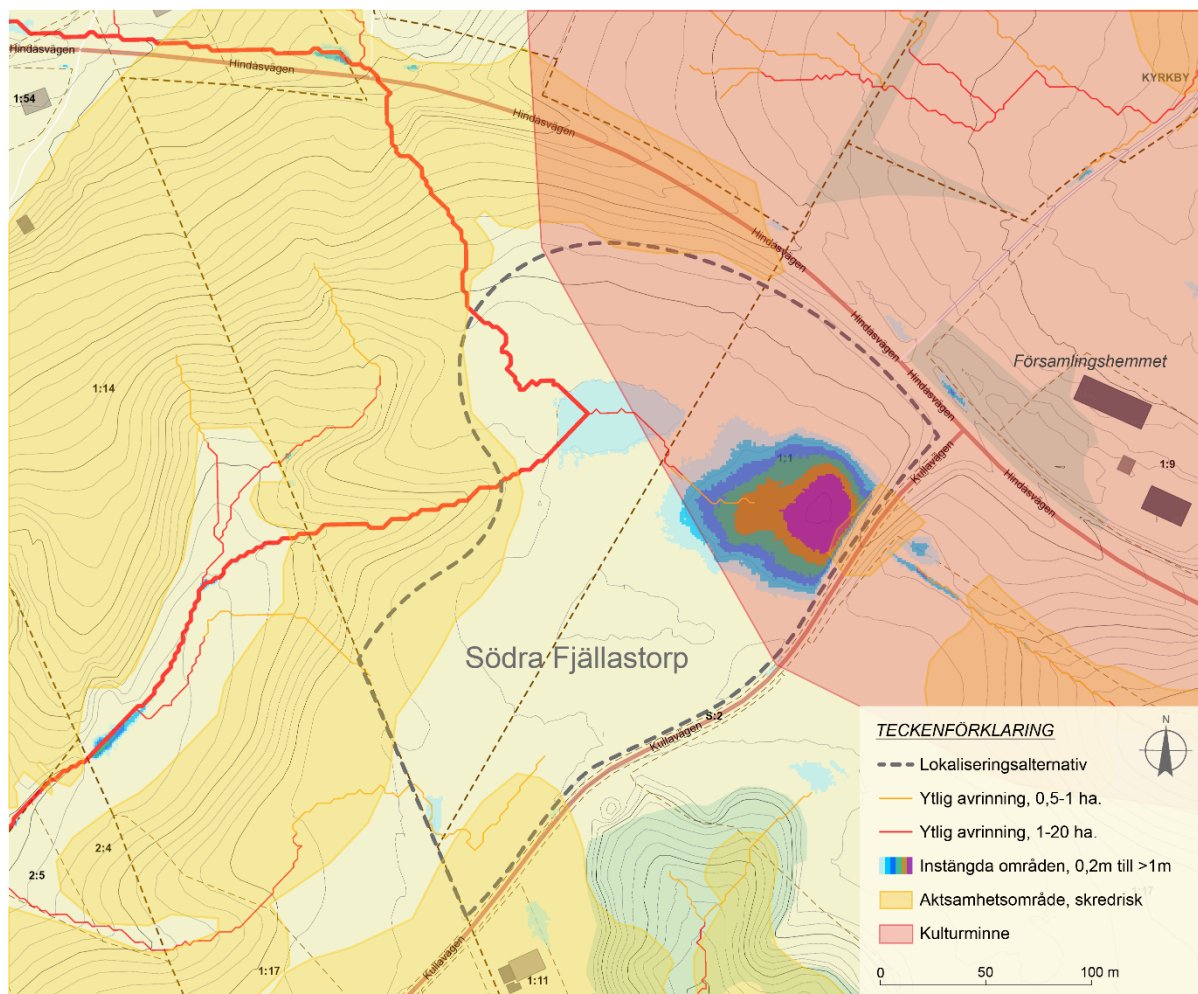 Hindåsvägen
Hindåsvägen
1:54
KYRKBY
Hindåsvägen
Hindåsvägen
Hindåsvägen
Församlingshemmet
1:14
Hindåsvägen
1:1
1:9
Kullavägen
Hindåsvägen
Södra Fjällastorp
S:2
Kullavägen
2:4
2:5
1:17
Kullavägen
1:11
1:17
TECKENFÖRKLARING
N
Lokaliseringsalternativ
Ytlig avrinning, 0,5-1 ha.
Ytlig avrinning, 1-20 ha.
Instängda områden, 0,2m till >1m
Aktsamhetsområde, skredrisk
Kulturminne
0 50 100 m